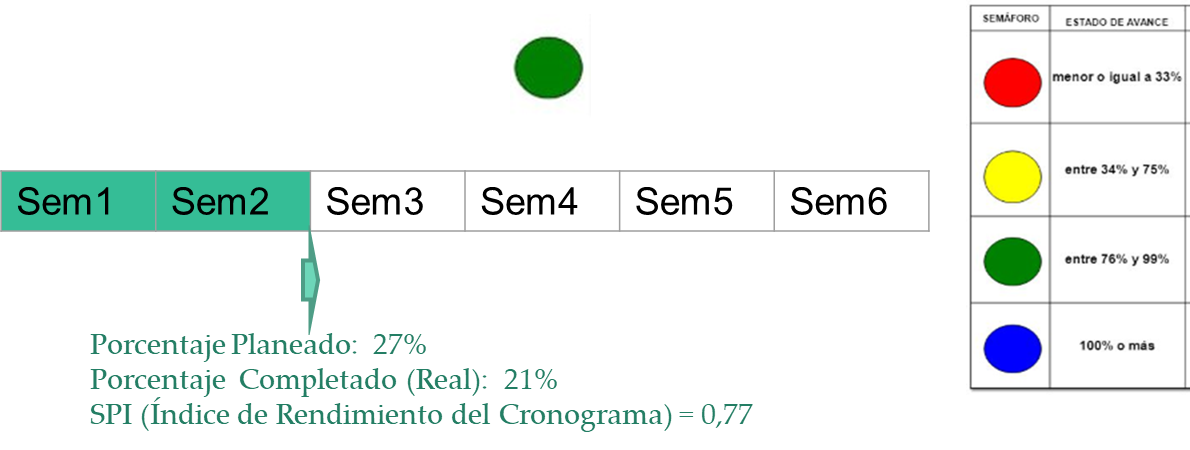 SEMÁFORO ESTADO DE AVANCE
menor o igual a 33%
entre 34% y 75%
entre 76% y 99%
100% o más
Sem1 Sem2 Sem3 Sem4 Sem5 Sem6
Porcentaje Planeado: 27%
Porcentaje Completado (Real): 21%
SPI (Índice de Rendimiento del Cronograma) = 0,77